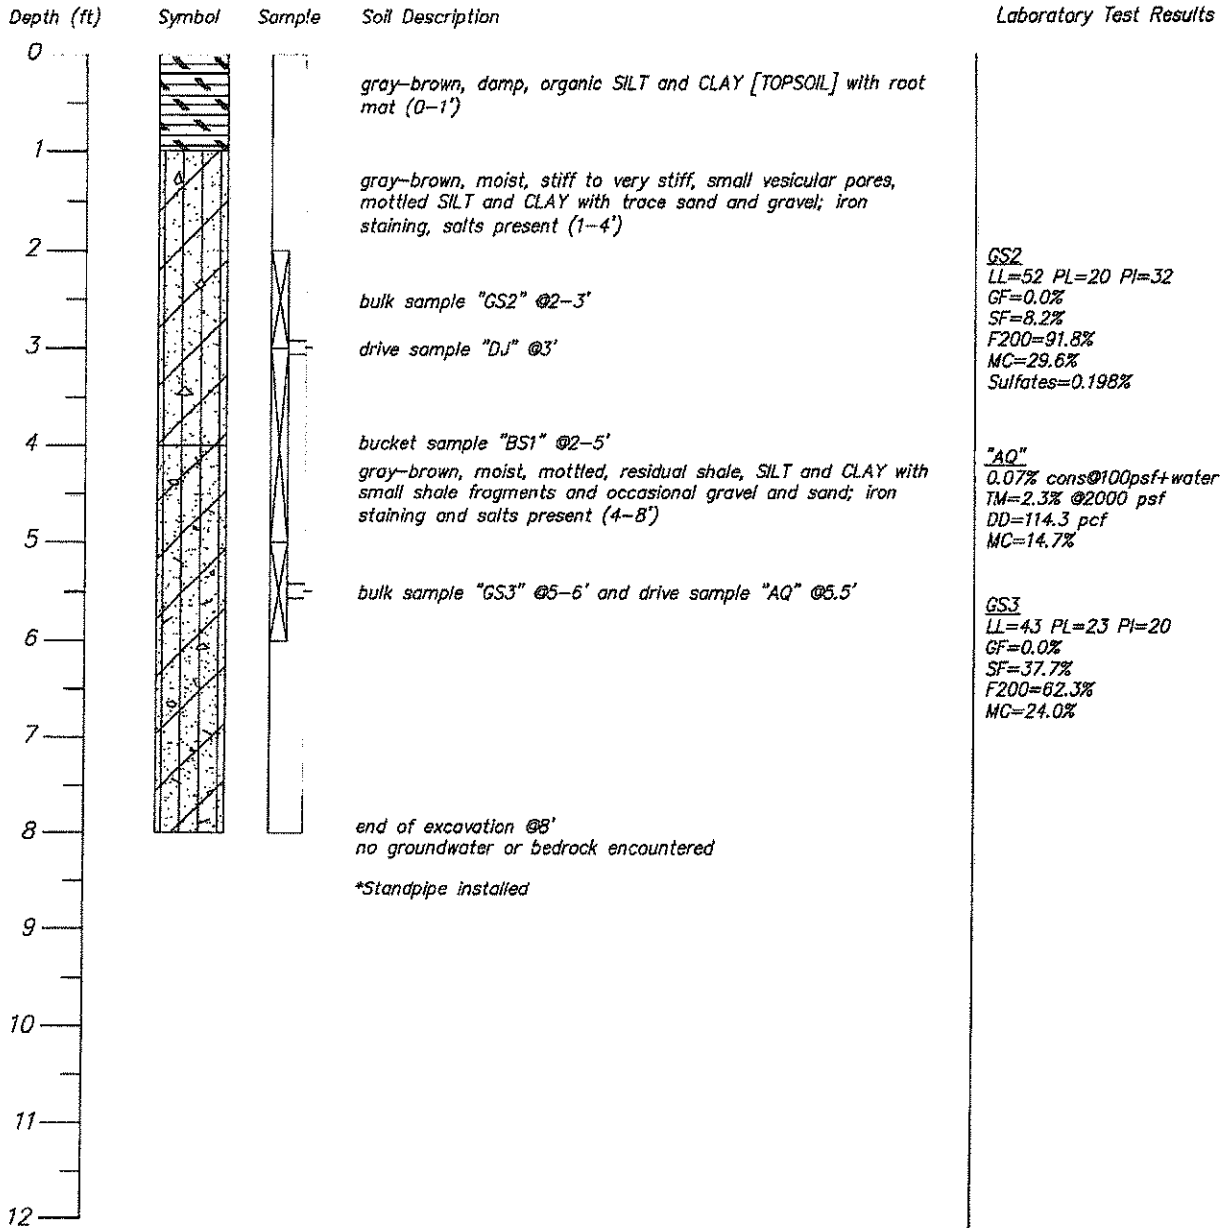 Depth (ft) Symbol Sample Soil Description Laboratory Test Results
0
gray-brown, damp, organic SILT and CLAY [TOPSOIL] with root
mat (0-1')
1
gray-brown, moist, stiff to very stiff, small vesicular pores,
mottled SILT and CLAY with trace sand and gravel; iron
staining, salts present (1-4')
2
bulk sample "GS2" @2-3'
3
drive sample "DJ" @3'
GS2
LL=52 PL=20 PI=32
GF=0.0%
SF=8.2%
F200=91.8%
MC=29.6%
Sulfates=0.198%
4
bucket sample "BS1" @2-5'
gray-brown, moist, mottled, residual shale, SILT and CLAY with
small shale fragments and occasional gravel and sand; iron
staining and salts present (4-8')
"AQ"
0.07% cons@100psf+water
TM=2.3% @2000 psf
DD=114.3 pcf
MC=14.7%
5
bulk sample "GS3" @5-6' and drive sample "AQ" @5.5'
6
GS3
LL=43 PL=23 PI=20
GF=0.0%
SF=37.7%
F200=62.3%
MC=24.0%
7
8
end of excavation @8'
no groundwater or bedrock encountered
*Standpipe installed
9
10
11
12